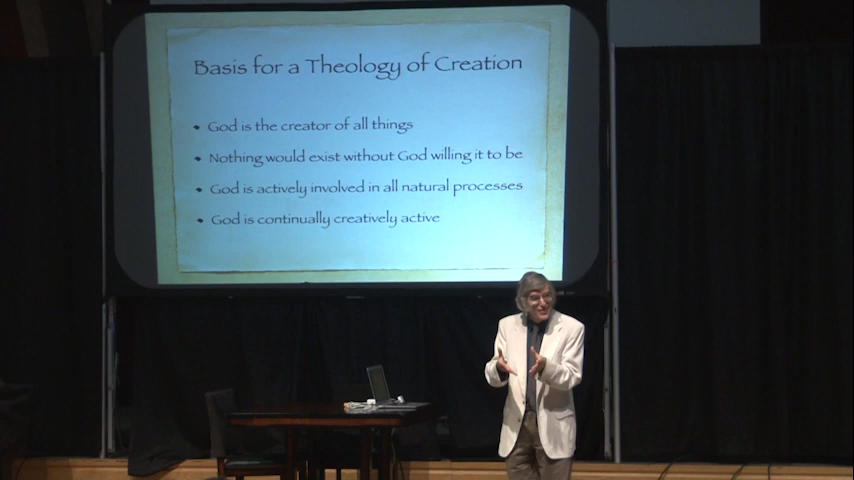 Basis for a Theology of Creation
• God is the creator of all things
• Nothing would exist without God willing it to be
• God is actively involved in all natural processes
• God is continually creatively active